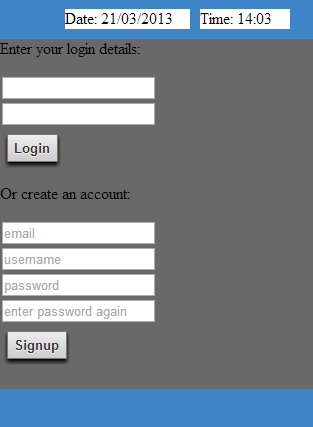 Date: 21/03/2013 Time: 14:03
Enter your login details:
Login
Or create an account:
email
username
password
enter password again
Signup